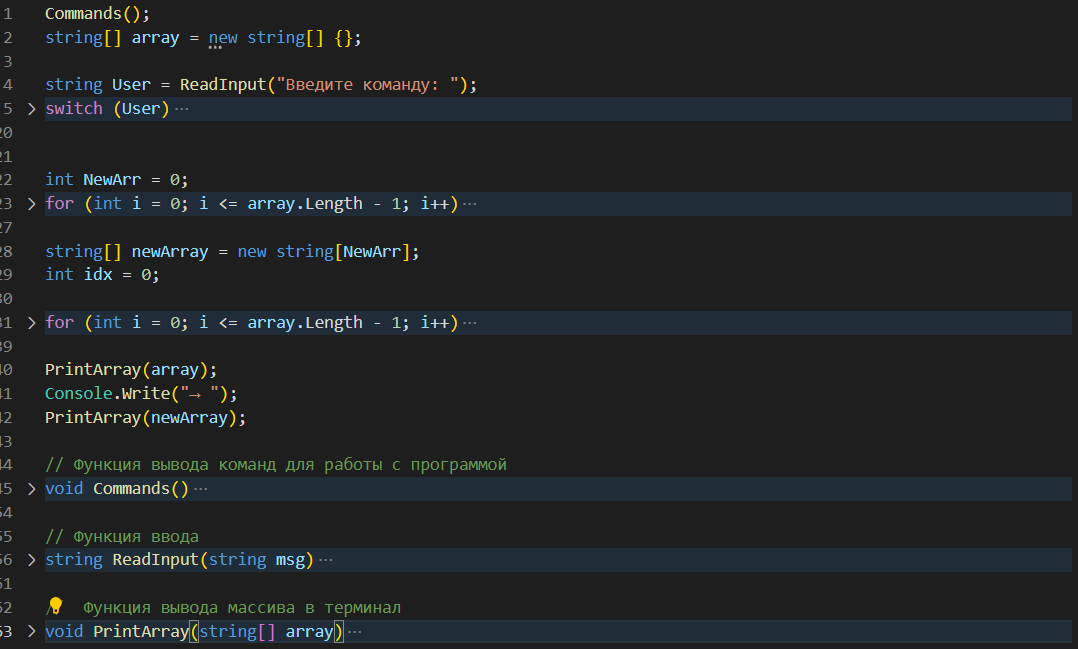 1 Commands();
2 string[] array = new string[] {};
3
4 string User = ReadInput("Введите команду: ");
5 switch (User) ···
20
21
22 int NewArr = 0;
23 for (int i = 0; i <= array.Length - 1; i++) ···
27
28 string[] newArray = new string[NewArr];
29 int idx = 0;
30
31 for (int i = 0; i <= array.Length - 1; i++) ···
39
40 PrintArray(array);
41 Console.Write("→ ");
42 PrintArray(newArray);
43
44 // Функция вывода команд для работы с программой
45 void Commands() ···
54
55 // Функция ввода
56 string ReadInput(string msg) ···
61
62 / Функция вывода массива в терминал
63 void PrintArray(string[] array) ···